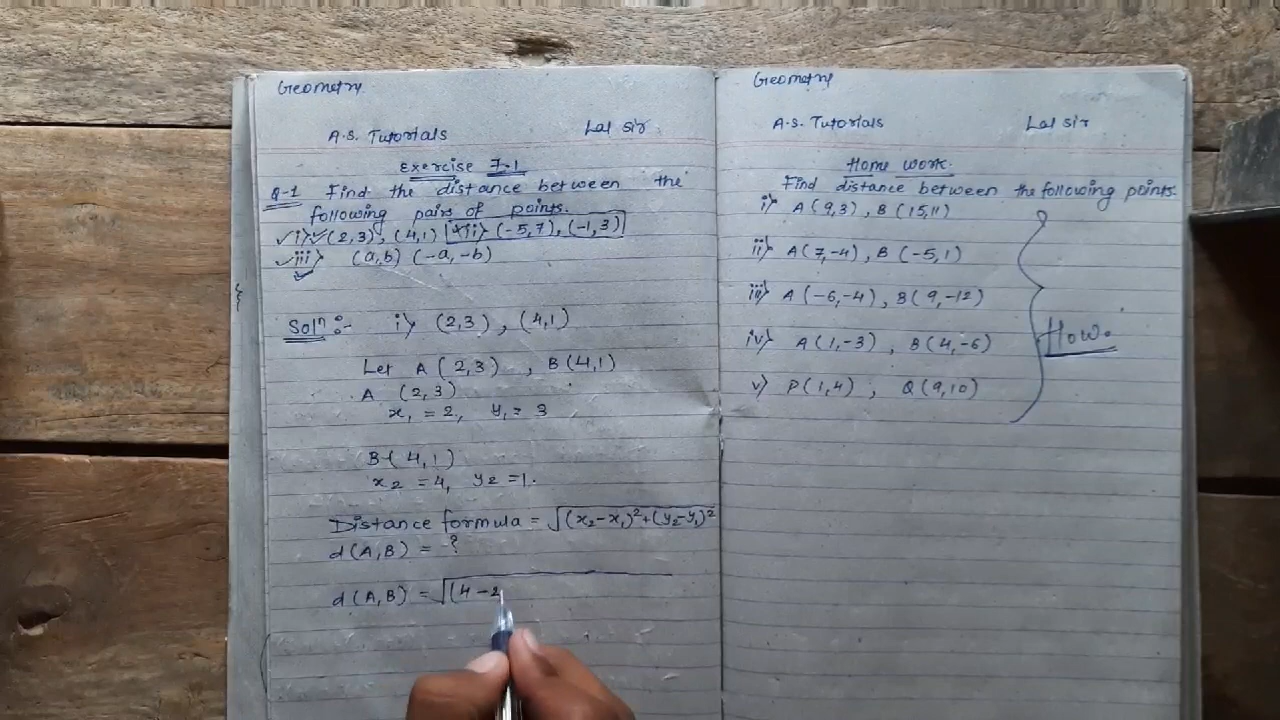 Geometry
A.S. Tutorials Lal Sir
Exercise 7.1
Q-1 Find the distance between the
following pairs of points.
i) (2,3), (4,1) ii) (-5,7), (-1,3)
iii) (a,b) (-a,-b)
Solⁿ:- i) (2,3) , (4,1)
Let A (2,3) , B(4,1)
A (2,3)
x₁ = 2, y₁ = 3
B (4,1)
x₂ = 4, y₂ = 1.
Distance formula = √(x₂-x₁)²+(y₂-y₁)²
d(A,B) = ?
d(A,B) = √(4-2
Geometry
A.S. Tutorials Lal Sir
Home work.
Find distance between the following points.
i) A(9,3) , B(15,11)
ii) A(7,-4), B(-5,1)
iii) A(-6,-4), B(9,-12)
iv) A(1,-3) , B(4,-6)
H.w.
v) P(1,4) , Q(9,10)